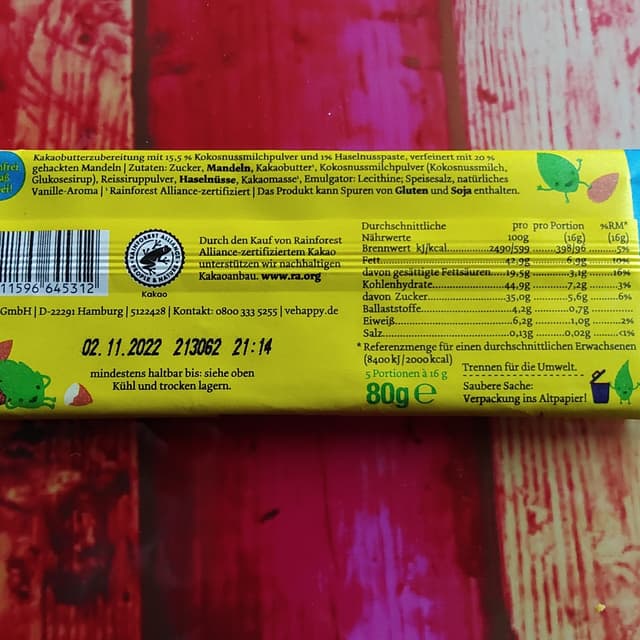 Kakaobutterzubereitung mit 15,5 % Kokosnussmilchpulver und 1% Haselnusspaste, verfeinert mit 20 %
gehackten Mandeln | Zutaten: Zucker, Mandeln, Kakaobutter¹, Kokosnussmilchpulver (Kokosnussmilch,
Glukosesirup), Reissiruppulver, Haselnüsse, Kakaomasse¹, Emulgator: Lecithine; Speisesalz, natürliches
Vanille-Aroma | ¹ Rainforest Alliance-zertifiziert | Das Produkt kann Spuren von Gluten und Soja enthalten.
RAINFOREST ALLIANCE
PEOPLE & NATURE
Kakao
11596 645312
Durch den Kauf von Rainforest
Alliance-zertifiziertem Kakao
unterstützen wir nachhaltigen
Kakaoanbau. www.ra.org
GmbH | D-22291 Hamburg | 5122428 | Kontakt: 0800 333 5255 | vehappy.de
02.11.2022 213062 21:14
mindestens haltbar bis: siehe oben
Kühl und trocken lagern.
Durchschnittliche pro pro Portion %RM*
Nährwerte 100g (16g) (16g)
Brennwert kJ/kcal 2490/599 398/96 5%
Fett 42,9g 6,9g 10%
davon gesättigte Fettsäuren 19,5g 3,1g 16%
Kohlenhydrate 44,9g 7,2g 3%
davon Zucker 35,0g 5,6g 6%
Ballaststoffe 4,2g 0,7g
Eiweiß 6,2g 1,0g 2%
Salz 0,13g 0,02g <1%
* Referenzmenge für einen durchschnittlichen Erwachsenen
(8400 kJ / 2000 kcal)
5 Portionen à 16 g
80g e
Trennen für die Umwelt.
Saubere Sache:
Verpackung ins Altpapier!